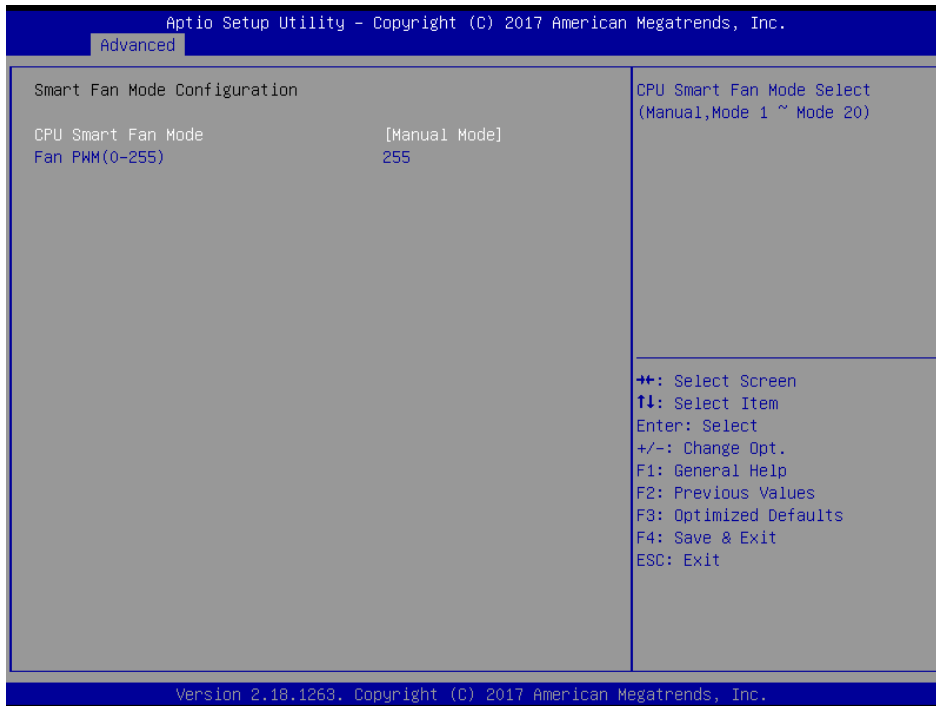 Aptio Setup Utility – Copyright (C) 2017 American Megatrends, Inc.
Advanced
Smart Fan Mode Configuration
CPU Smart Fan Mode [Manual Mode]
Fan PWM(0-255) 255
CPU Smart Fan Mode Select
(Manual,Mode 1 ~ Mode 20)
→←: Select Screen
↑↓: Select Item
Enter: Select
+/-: Change Opt.
F1: General Help
F2: Previous Values
F3: Optimized Defaults
F4: Save & Exit
ESC: Exit
Version 2.18.1263. Copyright (C) 2017 American Megatrends, Inc.